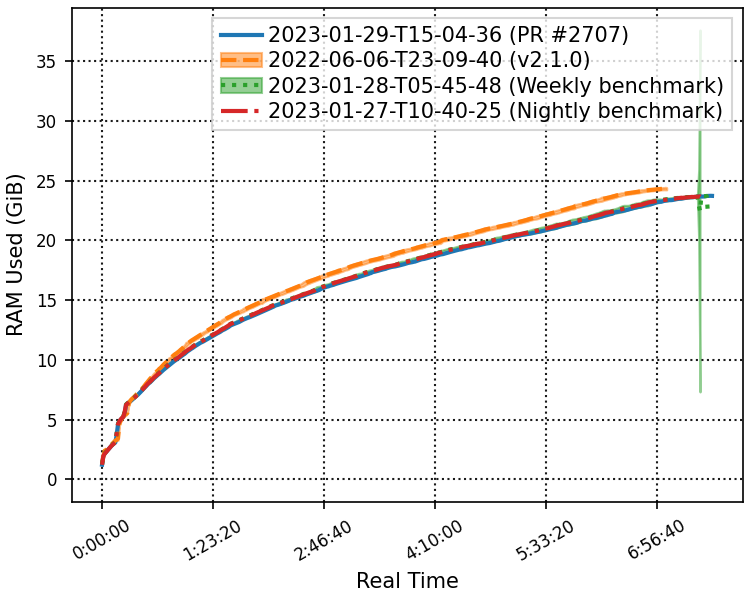 2023-01-29-T15-04-36 (PR #2707)
2022-06-06-T23-09-40 (v2.1.0)
2023-01-28-T05-45-48 (Weekly benchmark)
2023-01-27-T10-40-25 (Nightly benchmark)
RAM Used (GiB)
35
30
25
20
15
10
5
0
0:00:00
1:23:20
2:46:40
4:10:00
5:33:20
6:56:40
Real Time